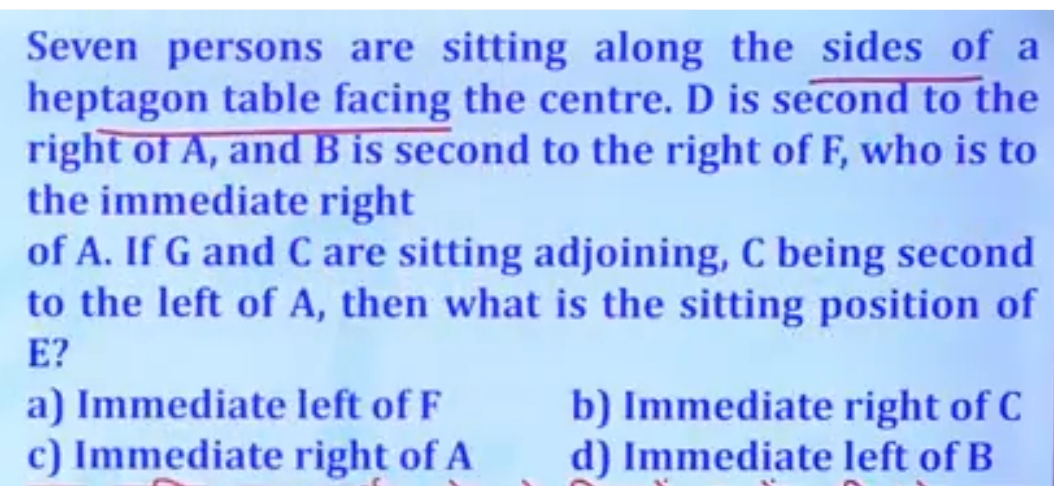 Seven persons are sitting along the sides of a
heptagon table facing the centre. D is second to the
right of A, and B is second to the right of F, who is to
the immediate right
of A. If G and C are sitting adjoining, C being second
to the left of A, then what is the sitting position of
E?
a) Immediate left of F b) Immediate right of C
c) Immediate right of A d) Immediate left of B